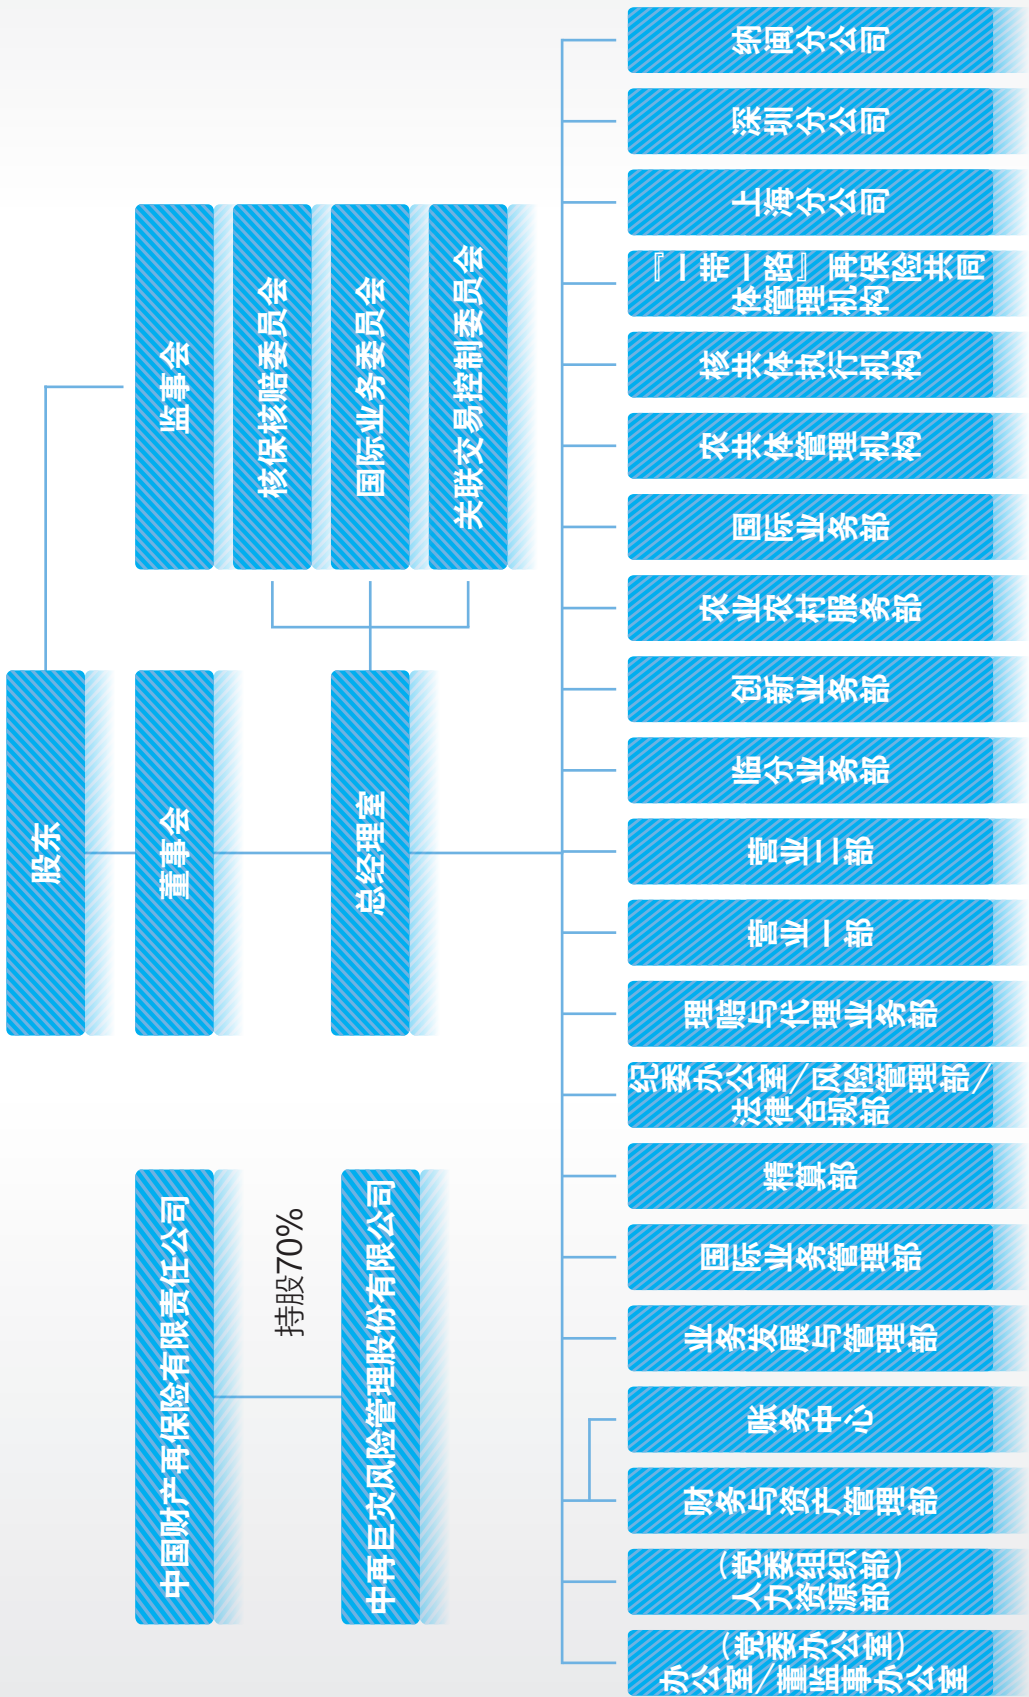 股东
监事会
董事会
总经理室
核保核赔委员会
国际业务委员会
关联交易控制委员会
中国财产再保险有限责任公司
持股70%
中再巨灾风险管理股份有限公司
（党委办公室）
办公室/董监事办公室
（党委组织部）
人力资源部
财务与资产管理部
账务中心
业务发展与管理部
国际业务管理部
精算部
纪委办公室/风险管理部/
法律合规部
理赔与代理业务部
营业一部
营业二部
临分业务部
创新业务部
农业农村服务部
国际业务部
农共体管理机构
核共体执行机构
『一带一路』再保险共同
体管理机构
上海分公司
深圳分公司
纳闽分公司